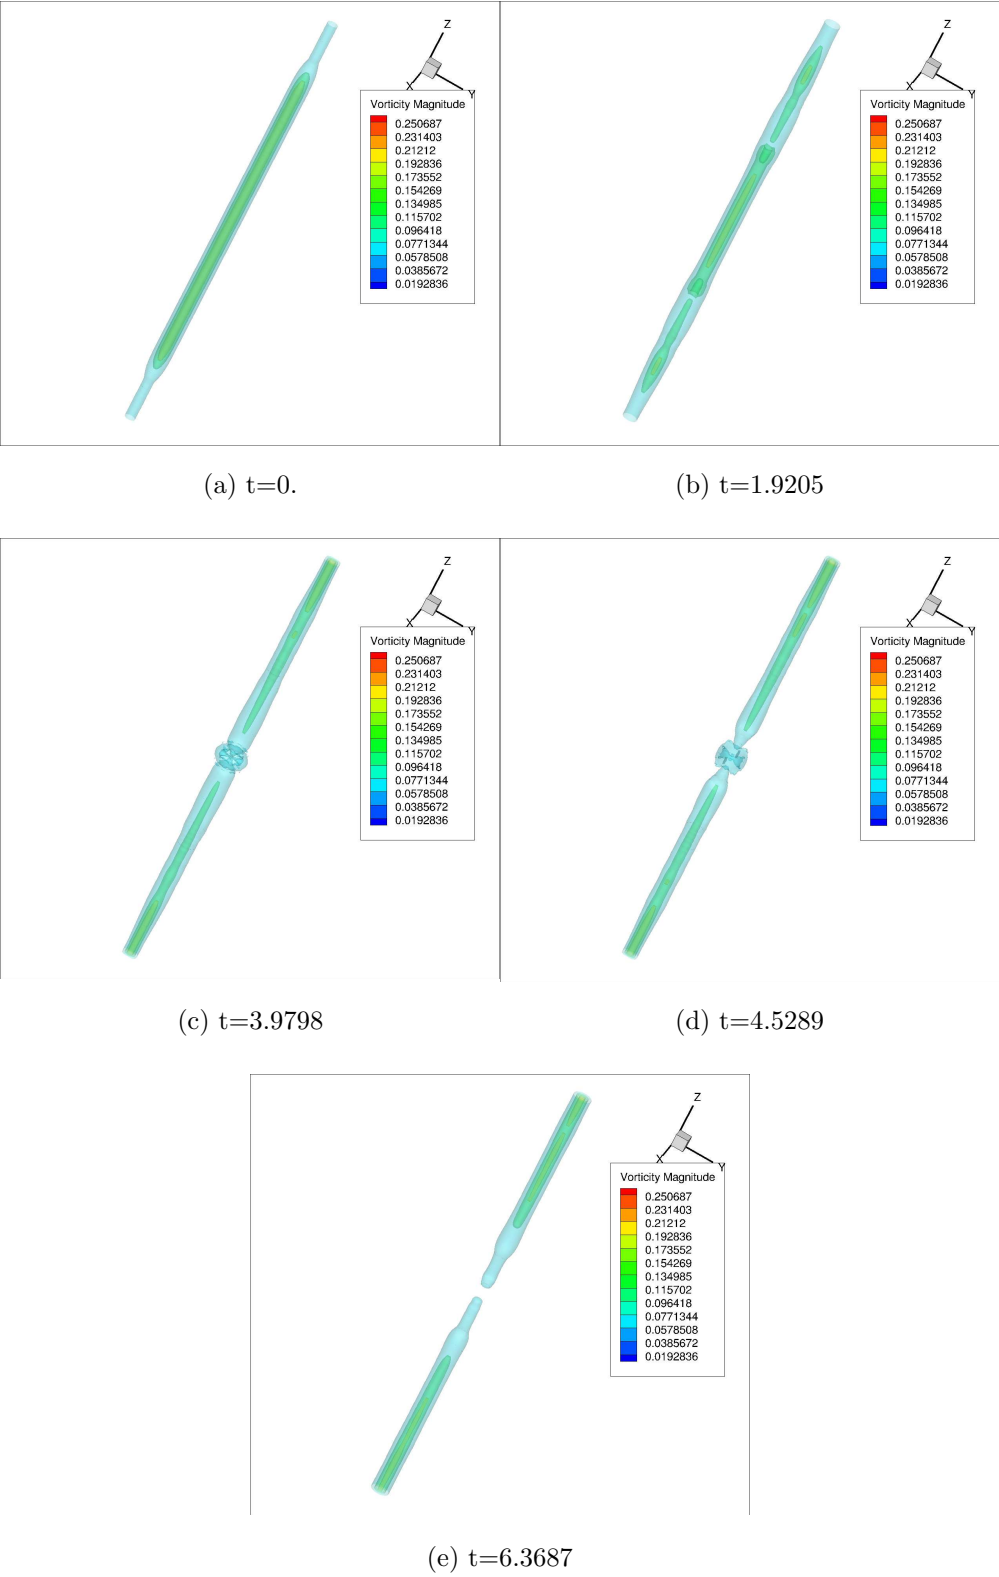 Z
X
Y
Vorticity Magnitude
0.250687
0.231403
0.21212
0.192836
0.173552
0.154269
0.134985
0.115702
0.096418
0.0771344
0.0578508
0.0385672
0.0192836
(a) t=0.
Z
X
Y
Vorticity Magnitude
0.250687
0.231403
0.21212
0.192836
0.173552
0.154269
0.134985
0.115702
0.096418
0.0771344
0.0578508
0.0385672
0.0192836
(b) t=1.9205
Z
X
Y
Vorticity Magnitude
0.250687
0.231403
0.21212
0.192836
0.173552
0.154269
0.134985
0.115702
0.096418
0.0771344
0.0578508
0.0385672
0.0192836
(c) t=3.9798
Z
X
Y
Vorticity Magnitude
0.250687
0.231403
0.21212
0.192836
0.173552
0.154269
0.134985
0.115702
0.096418
0.0771344
0.0578508
0.0385672
0.0192836
(d) t=4.5289
Z
X
Y
Vorticity Magnitude
0.250687
0.231403
0.21212
0.192836
0.173552
0.154269
0.134985
0.115702
0.096418
0.0771344
0.0578508
0.0385672
0.0192836
(e) t=6.3687